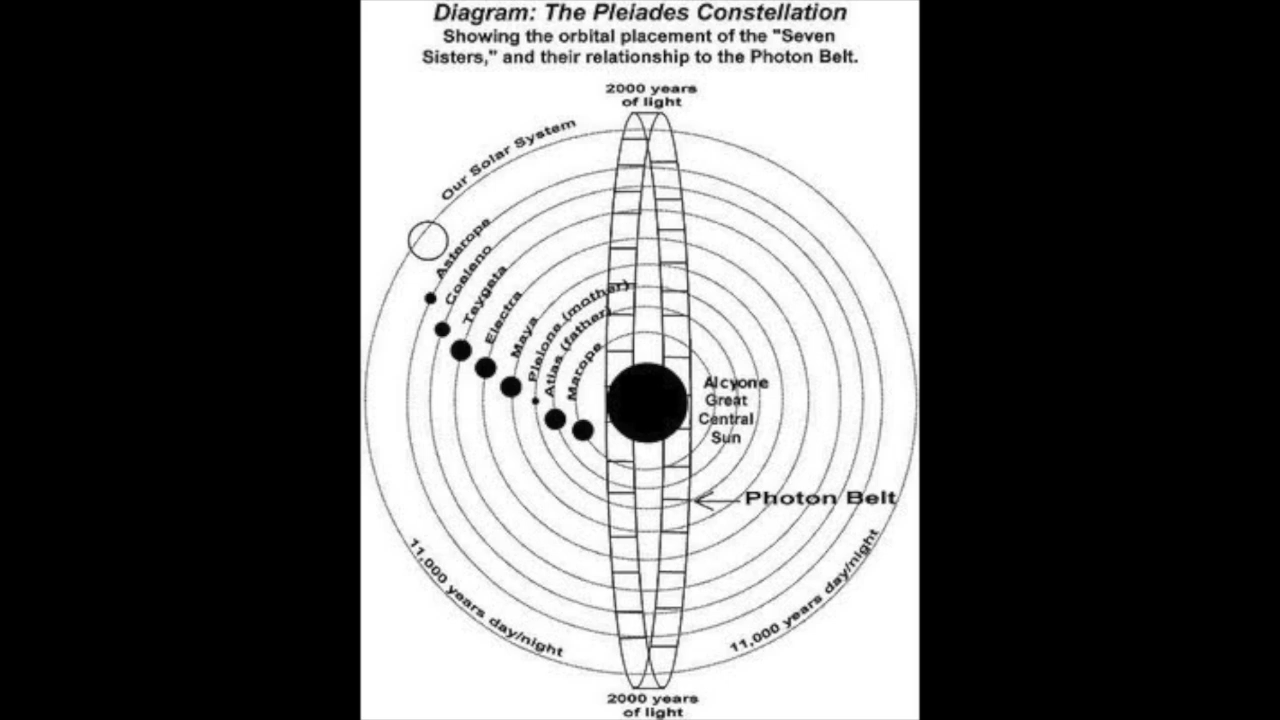 Diagram: The Pleiades Constellation
Showing the orbital placement of the "Seven
Sisters," and their relationship to the Photon Belt.
2000 years
of light
Our Solar System
Asterope
Coeleno
Teygeta
Electra
Maya
Pleione (mother)
Atlas (father)
Marope
Alcyone
Great
Central
Sun
Photon Belt
11,000 years day/night
11,000 years day/night
2000 years
of light